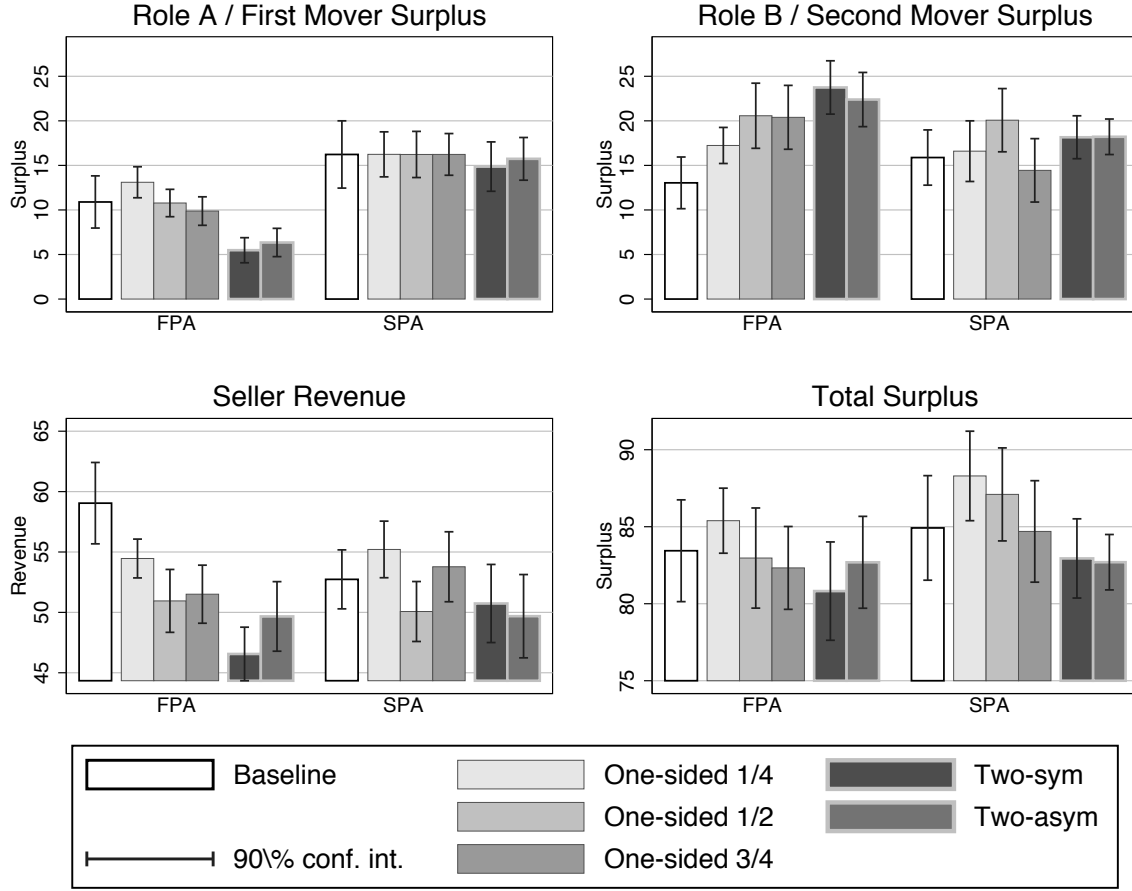 Role A / First Mover Surplus
Surplus
25
20
15
10
5
0
FPA
SPA
Role B / Second Mover Surplus
Surplus
25
20
15
10
5
0
FPA
SPA
Seller Revenue
Revenue
65
60
55
50
45
FPA
SPA
Total Surplus
Surplus
90
85
80
75
FPA
SPA
Baseline
One-sided 1/4
Two-sym
One-sided 1/2
Two-asym
90\% conf. int.
One-sided 3/4